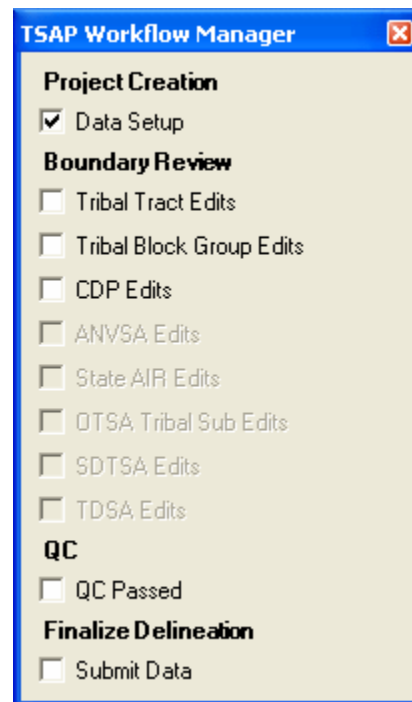 TSAP Workflow Manager
Project Creation
Data Setup
Boundary Review
Tribal Tract Edits
Tribal Block Group Edits
CDP Edits
ANVSA Edits
State AIR Edits
OTSA Tribal Sub Edits
SDTSA Edits
TDSA Edits
QC
QC Passed
Finalize Delineation
Submit Data